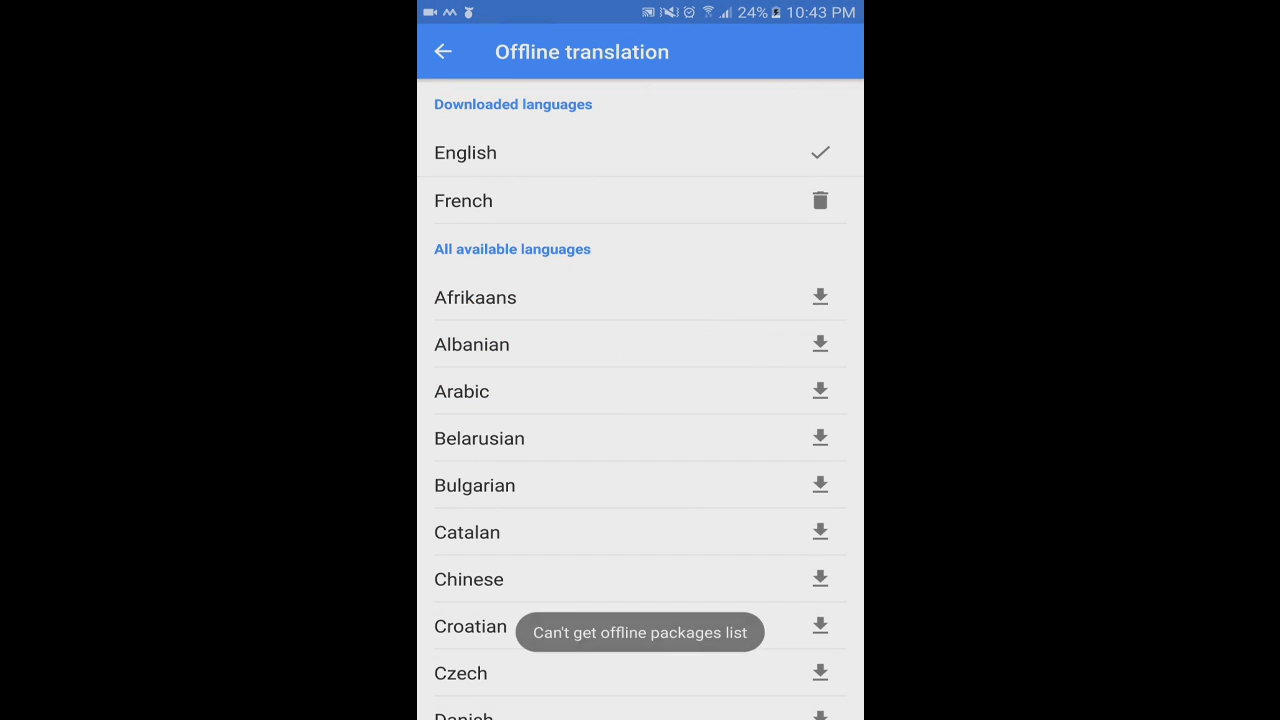 24% 10:43 PM
Offline translation
Downloaded languages
English
French
All available languages
Afrikaans
Albanian
Arabic
Belarusian
Bulgarian
Catalan
Chinese
Croatian
Can't get offline packages list
Czech
Danish